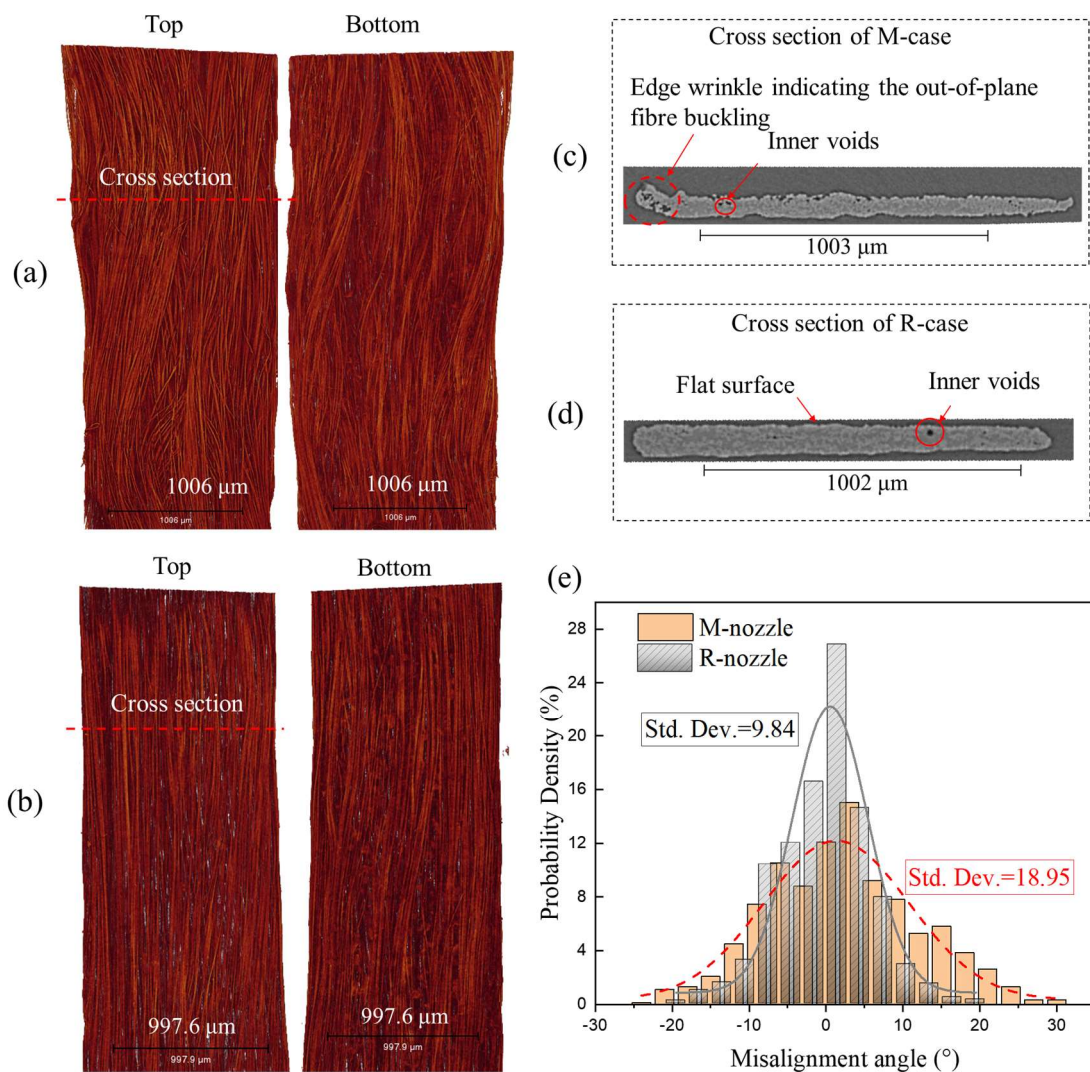 Top
Bottom
Cross section
(a)
1006 μm
1006 μm
1006 μm
1006 μm
Top
Bottom
Cross section
(b)
997.6 μm
997.6 μm
997.9 μm
997.9 μm
Cross section of M-case
Edge wrinkle indicating the out-of-plane
fibre buckling
Inner voids
(c)
1003 μm
Cross section of R-case
Flat surface
Inner voids
(d)
1002 μm
(e)
M-nozzle
R-nozzle
Std. Dev.=9.84
Std. Dev.=18.95
Probability Density (%)
28
24
20
16
12
8
4
0
-30
-20
-10
0
10
20
30
Misalignment angle (°)